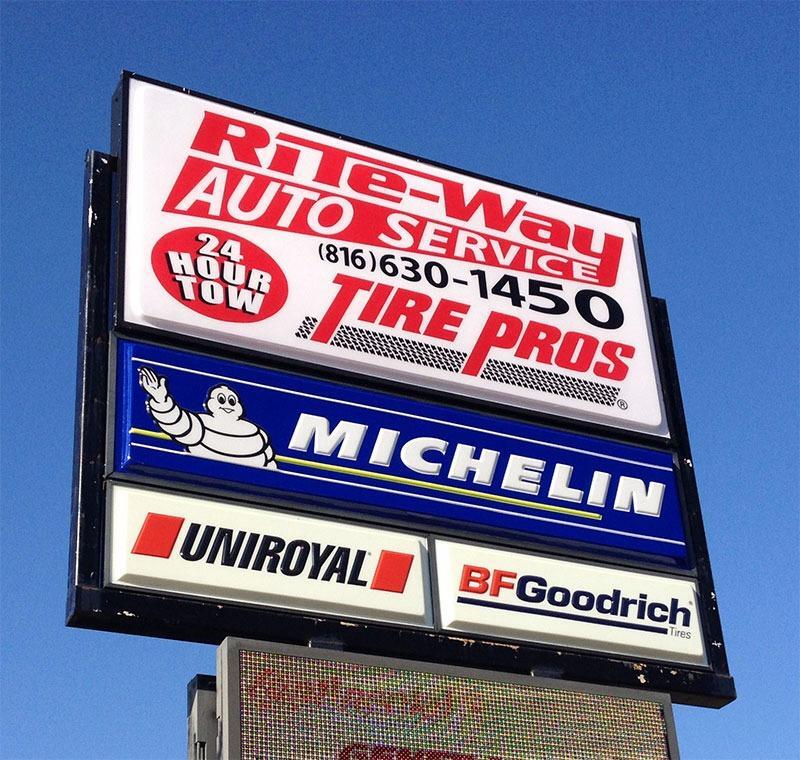 RiTe-Way
AUTO SERVICE
(816)630-1450
24
HOUR
TOW
TIRE PROS
®
MICHELIN
UNIROYAL
BFGoodrich
Tires